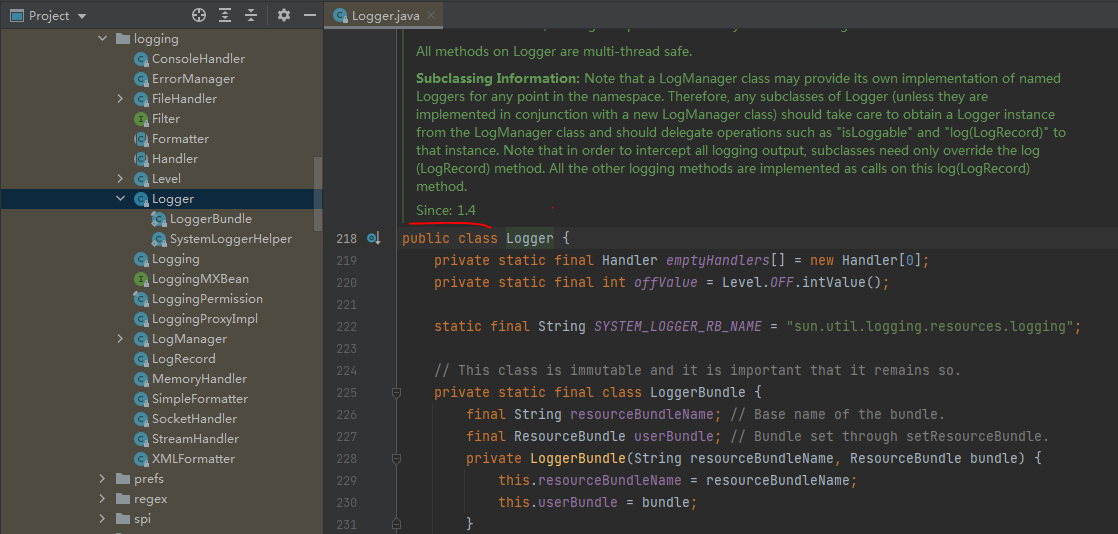 Project
logging
ConsoleHandler
ErrorManager
FileHandler
Filter
Formatter
Handler
Level
Logger
LoggerBundle
SystemLoggerHelper
Logging
LoggingMXBean
LoggingPermission
LoggingProxyImpl
LogManager
LogRecord
MemoryHandler
SimpleFormatter
SocketHandler
StreamHandler
XMLFormatter
prefs
regex
spi
Logger.java
All methods on Logger are multi-thread safe.
Subclassing Information: Note that a LogManager class may provide its own implementation of named
Loggers for any point in the namespace. Therefore, any subclasses of Logger (unless they are
implemented in conjunction with a new LogManager class) should take care to obtain a Logger instance
from the LogManager class and should delegate operations such as "isLoggable" and "log(LogRecord)" to
that instance. Note that in order to intercept all logging output, subclasses need only override the log
(LogRecord) method. All the other logging methods are implemented as calls on this log(LogRecord)
method.
Since: 1.4
218 public class Logger {
219 private static final Handler emptyHandlers[] = new Handler[0];
220 private static final int offValue = Level.OFF.intValue();
221
222 static final String SYSTEM_LOGGER_RB_NAME = "sun.util.logging.resources.logging";
223
224 // This class is immutable and it is important that it remains so.
225 private static final class LoggerBundle {
226 final String resourceBundleName; // Base name of the bundle.
227 final ResourceBundle userBundle; // Bundle set through setResourceBundle.
228 private LoggerBundle(String resourceBundleName, ResourceBundle bundle) {
229 this.resourceBundleName = resourceBundleName;
230 this.userBundle = bundle;
231 }